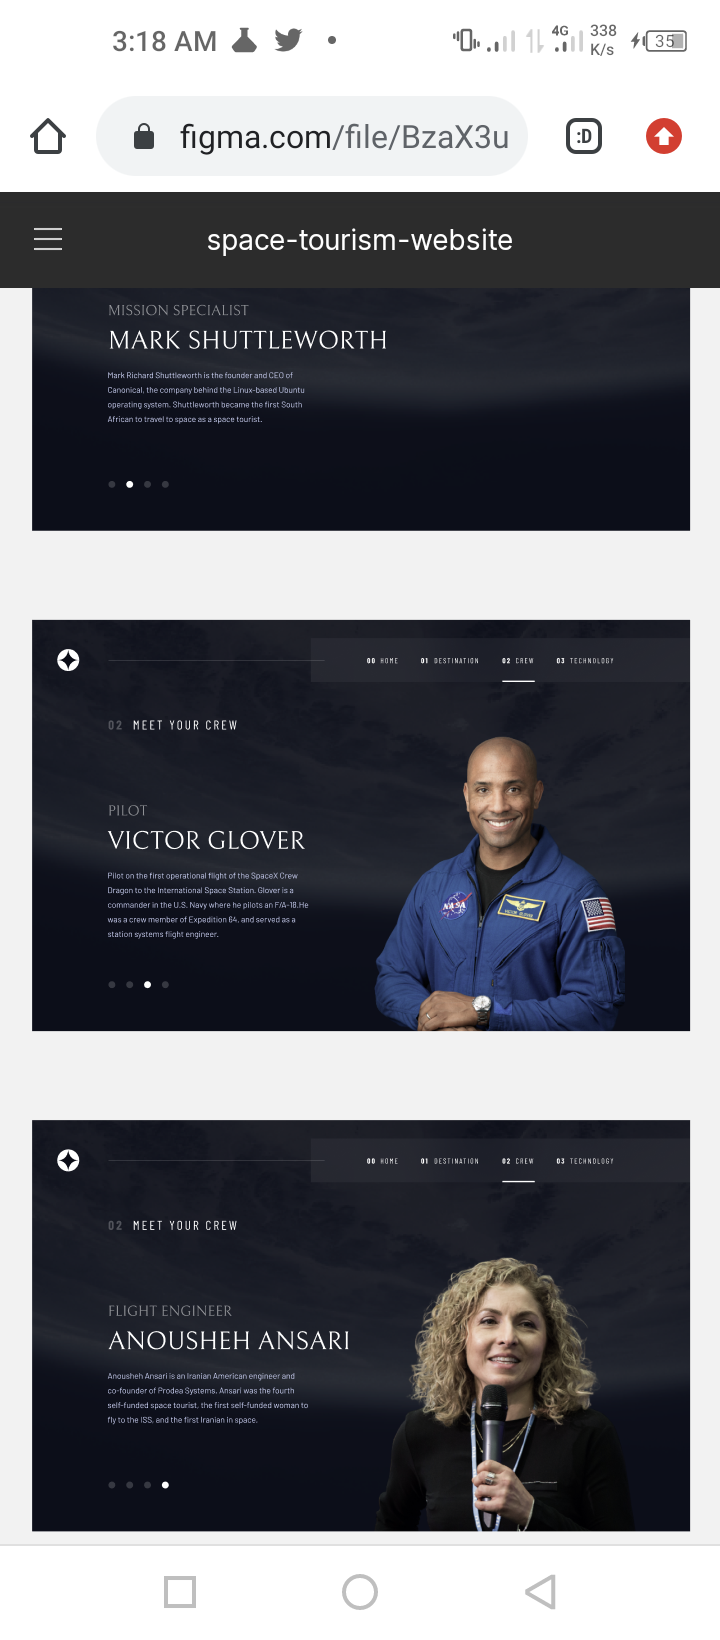 3:18 AM
4G
338
K/s
35
figma.com/file/BzaX3u
:D
space-tourism-website
MISSION SPECIALIST
MARK SHUTTLEWORTH
Mark Richard Shuttleworth is the founder and CEO of
Canonical, the company behind the Linux-based Ubuntu
operating system. Shuttleworth became the first South
African to travel to space as a space tourist.
00 HOME 01 DESTINATION 02 CREW 03 TECHNOLOGY
02 MEET YOUR CREW
PILOT
VICTOR GLOVER
Pilot on the first operational flight of the SpaceX Crew
Dragon to the International Space Station. Glover is a
commander in the U.S. Navy where he pilots an F/A-18.He
was a crew member of Expedition 64, and served as a
station systems flight engineer.
NASA
VICTOR GLOVER
00 HOME 01 DESTINATION 02 CREW 03 TECHNOLOGY
02 MEET YOUR CREW
FLIGHT ENGINEER
ANOUSHEH ANSARI
Anousheh Ansari is an Iranian American engineer and
co-founder of Prodea Systems. Ansari was the fourth
self-funded space tourist, the first self-funded woman to
fly to the ISS, and the first Iranian in space.